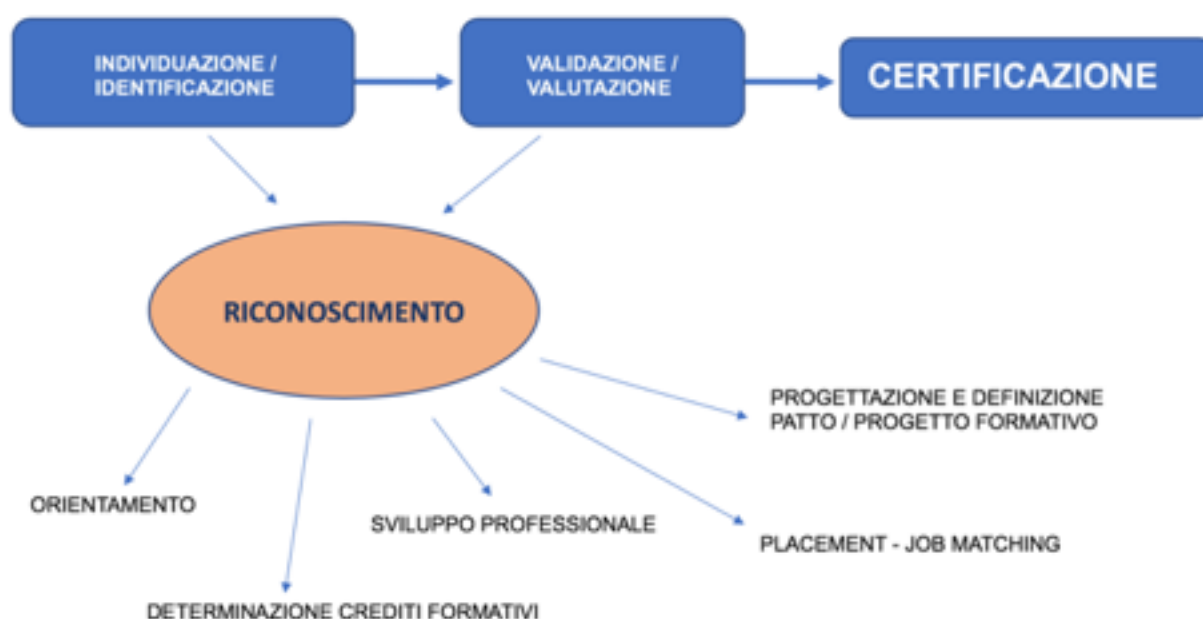 INDIVIDUAZIONE /
IDENTIFICAZIONE
VALIDAZIONE /
VALUTAZIONE
CERTIFICAZIONE
RICONOSCIMENTO
PROGETTAZIONE E DEFINIZIONE
PATTO / PROGETTO FORMATIVO
ORIENTAMENTO
SVILUPPO PROFESSIONALE
PLACEMENT - JOB MATCHING
DETERMINAZIONE CREDITI FORMATIVI